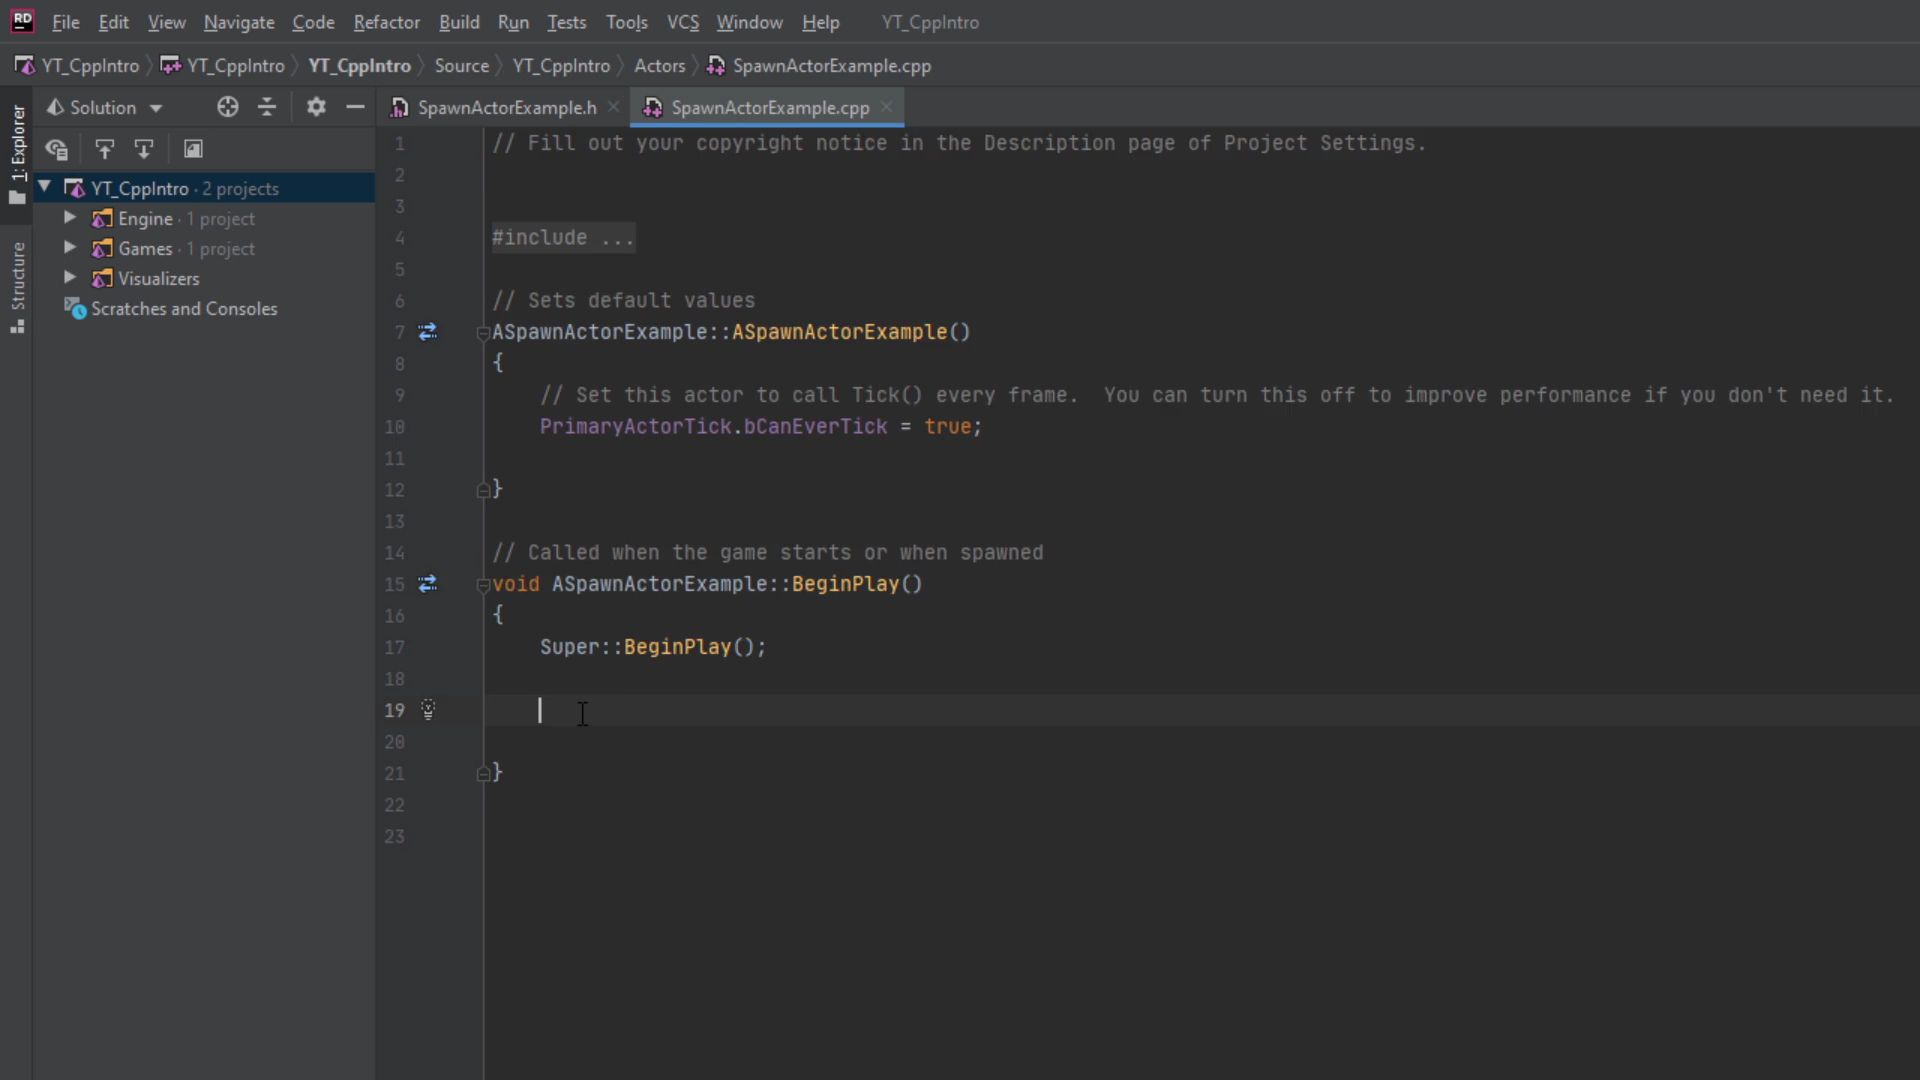 RD File Edit View Navigate Code Refactor Build Run Tests Tools VCS Window Help YT_CppIntro
YT_CppIntro YT_CppIntro YT_CppIntro Source YT_CppIntro Actors SpawnActorExample.cpp
1: Explorer
Structure
Solution
YT_CppIntro · 2 projects
Engine · 1 project
Games · 1 project
Visualizers
Scratches and Consoles
SpawnActorExample.h SpawnActorExample.cpp
1 // Fill out your copyright notice in the Description page of Project Settings.
2
3
4 #include ...
5
6 // Sets default values
7 ASpawnActorExample::ASpawnActorExample()
8 {
9 // Set this actor to call Tick() every frame.  You can turn this off to improve performance if you don't need it.
10 PrimaryActorTick.bCanEverTick = true;
11
12 }
13
14 // Called when the game starts or when spawned
15 void ASpawnActorExample::BeginPlay()
16 {
17 Super::BeginPlay();
18
19
20
21 }
22
23